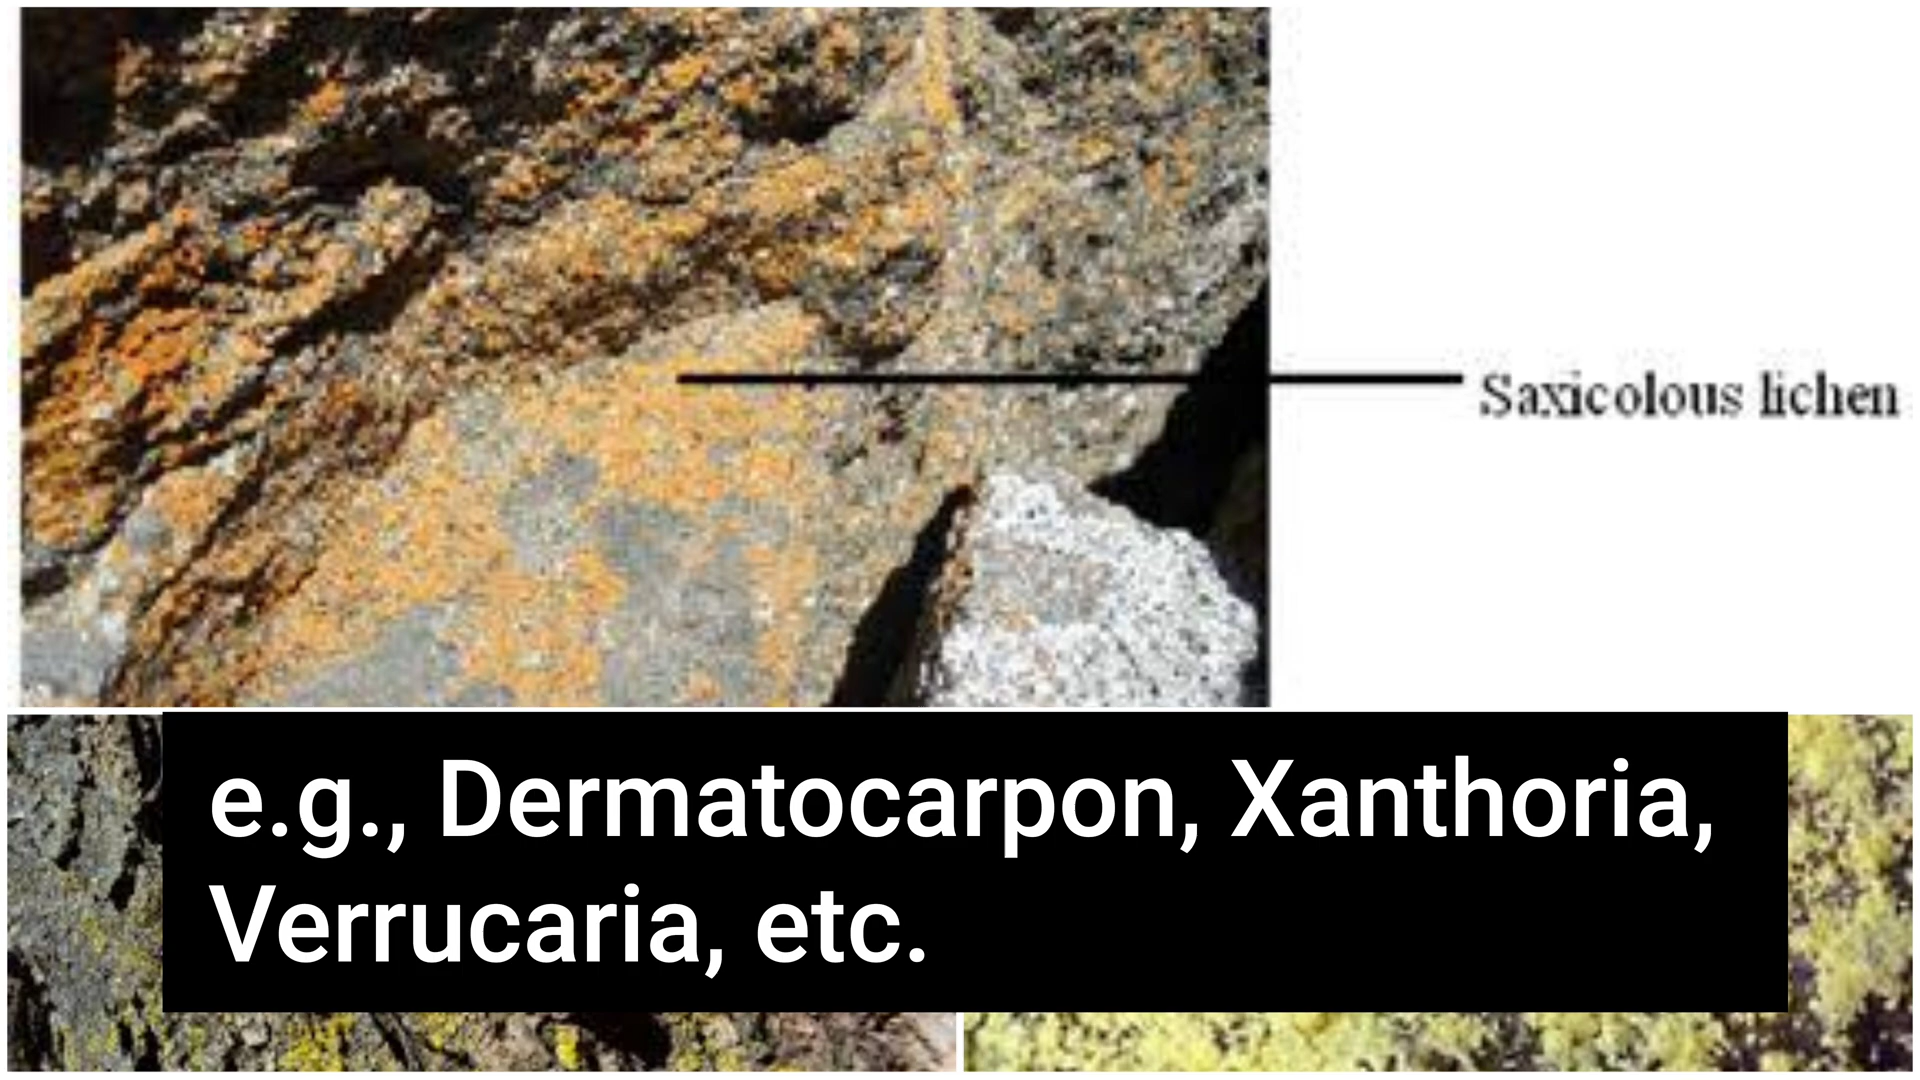 Saxicolous lichen
e.g., Dermatocarpon, Xanthoria,
Verrucaria, etc.